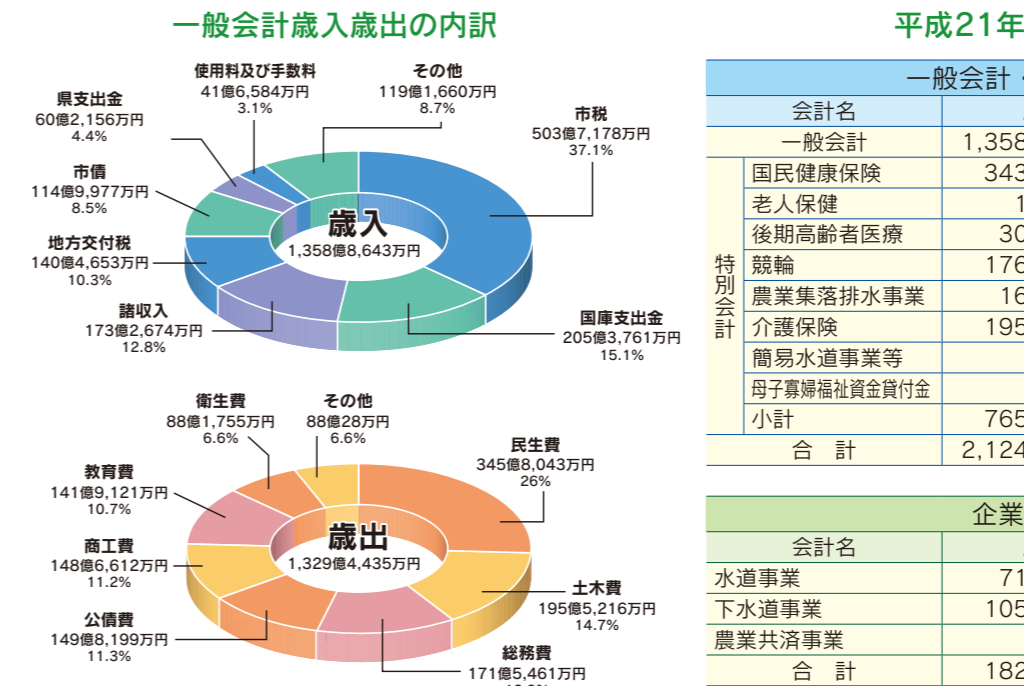 一般会計歳入歳出の内訳
使用料及び手数料
41億6,584万円
3.1%
その他
119億1,660万円
8.7%
県支出金
60億2,156万円
4.4%
市税
503億7,178万円
37.1%
市債
114億9,977万円
8.5%
歳入
1,358億8,643万円
地方交付税
140億4,653万円
10.3%
諸収入
173億2,674万円
12.8%
国庫支出金
205億3,761万円
15.1%
衛生費
88億1,755万円
6.6%
その他
88億28万円
6.6%
民生費
345億8,043万円
26%
教育費
141億9,121万円
10.7%
歳出
1,329億4,435万円
商工費
148億6,612万円
11.2%
土木費
195億5,216万円
14.7%
公債費
149億8,199万円
11.3%
総務費
171億5,461万円
平成21年
一般会計・
会計名
一般会計 1,358
特別会計
国民健康保険 343
老人保健 1
後期高齢者医療 30
競輪 176
農業集落排水事業 16
介護保険 195
簡易水道事業等
母子寡婦福祉資金貸付金
小計 765
合 計 2,124
企業
会計名
水道事業 71
下水道事業 105
農業共済事業
合 計 182